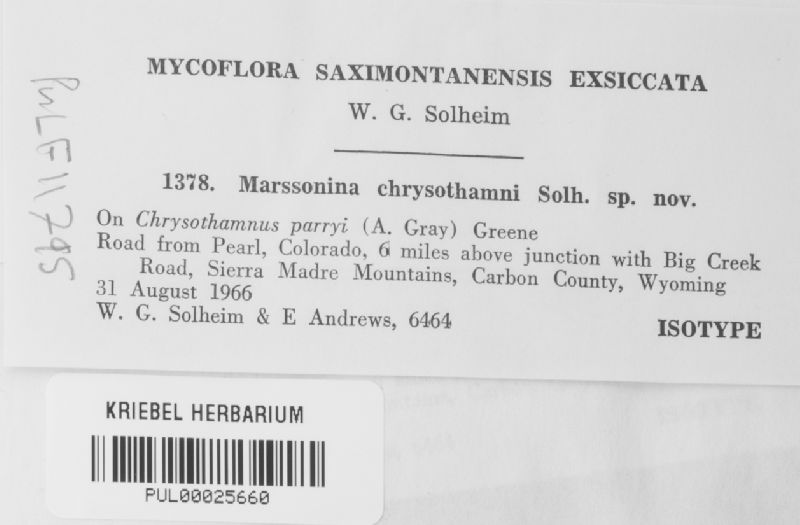 MYCOFLORA SAXIMONTANENSIS EXSICCATA
W. G. Solheim
1378. Marssonina chrysothamni Solh. sp. nov.
On Chrysothamnus parryi (A. Gray) Greene
Road from Pearl, Colorado, 6 miles above junction with Big Creek
Road, Sierra Madre Mountains, Carbon County, Wyoming
31 August 1966
W. G. Solheim & E Andrews, 6464
ISOTYPE
PUL F11795
KRIEBEL HERBARIUM
PUL00025660